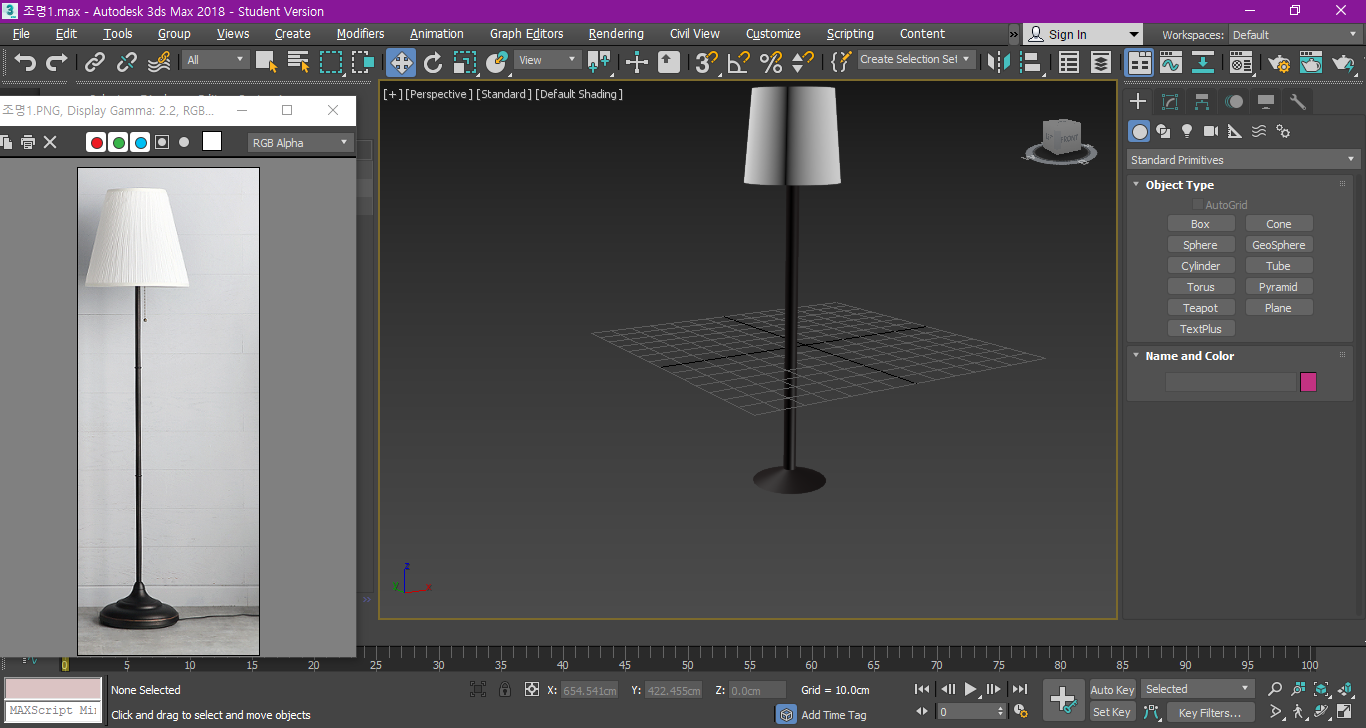 조명1.max - Autodesk 3ds Max 2018 - Student Version
File Edit Tools Group Views Create Modifiers Animation Graph Editors Rendering Civil View Customize Scripting Content » Sign In Workspaces: Default
All View Create Selection Set
조명1.PNG, Display Gamma: 2.2, RGB...
RGB Alpha
[+] [Perspective ] [Standard ] [Default Shading ]
FRONT
Standard Primitives
Object Type
AutoGrid
Box Cone
Sphere GeoSphere
Cylinder Tube
Torus Pyramid
Teapot Plane
TextPlus
Name and Color
z
y x
0 5 10 15 20 25 30 35 40 45 50 55 60 65 70 75 80 85 90 95 100
None Selected X: 654.541cm Y: 422.455cm Z: 0.0cm Grid = 10.0cm Auto Key Selected
MAXScript Mi
Click and drag to select and move objects Add Time Tag 0 Set Key Key Filters...